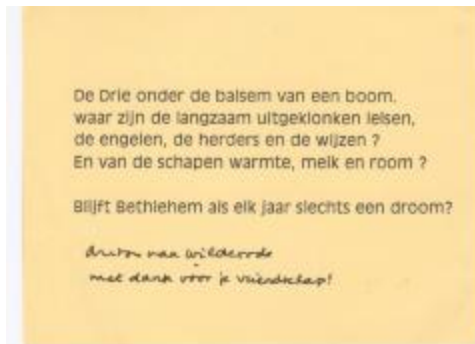 De Drie onder de balsem van een boom.
waar zijn de langzaam uitgeklonken leisen,
de engelen, de herders en de wijzen ?
En van de schapen warmte, melk en room ?
Blijft Bethlehem als elk jaar slechts een droom?
Anton van wilderode
met dank voor je vriendschap!